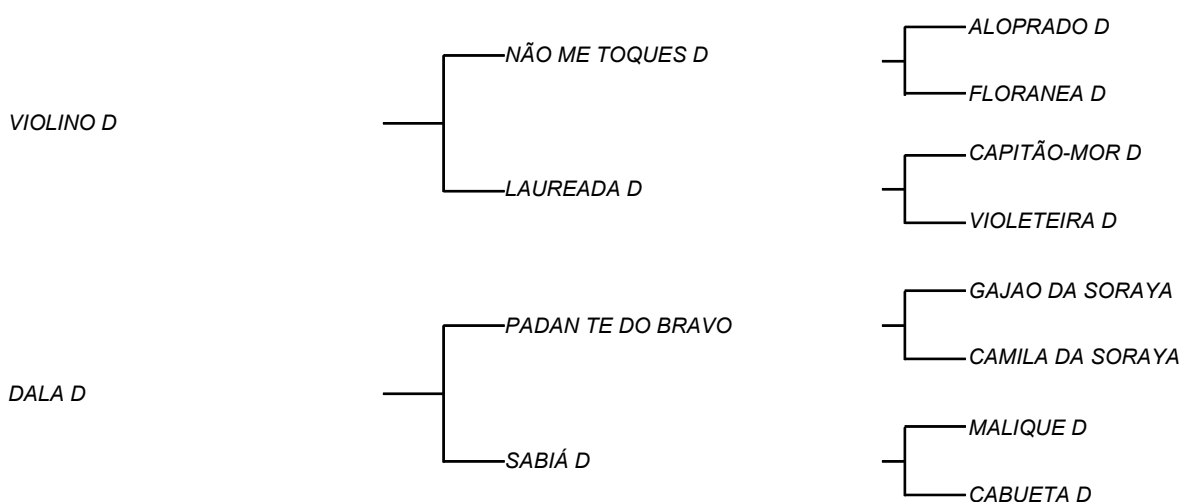 ALOPRADO D
NÃO ME TOQUES D
FLORANEA D
VIOLINO D
CAPITÃO-MOR D
LAUREADA D
VIOLETEIRA D
GAJAO DA SORAYA
PADAN TE DO BRAVO
CAMILA DA SORAYA
DALA D
MALIQUE D
SABIÁ D
CABUETA D